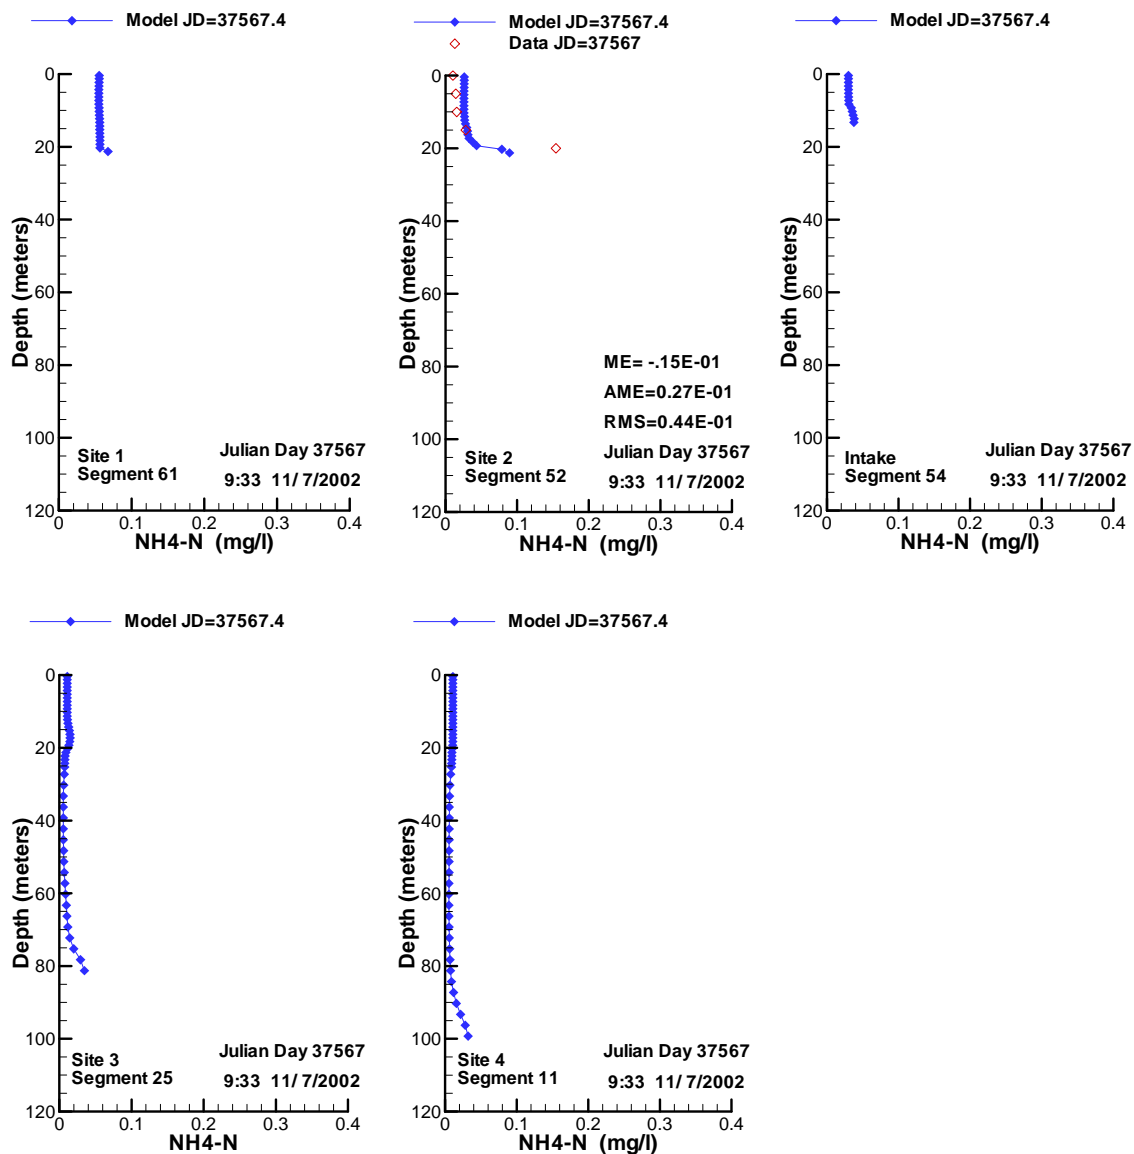 Model JD=37567.4
0
20
40
60
80
100
120
Depth (meters)
Site 1
Segment 61
Julian Day 37567
9:33 11/ 7/2002
0
0.1
0.2
0.3
0.4
NH4-N (mg/l)
Model JD=37567.4
Data JD=37567
0
20
40
60
80
100
120
Depth (meters)
ME= -.15E-01
AME=0.27E-01
RMS=0.44E-01
Site 2
Segment 52
Julian Day 37567
9:33 11/ 7/2002
0
0.1
0.2
0.3
0.4
NH4-N (mg/l)
Model JD=37567.4
0
20
40
60
80
100
120
Depth (meters)
Intake
Segment 54
Julian Day 37567
9:33 11/ 7/2002
0
0.1
0.2
0.3
0.4
NH4-N (mg/l)
Model JD=37567.4
0
20
40
60
80
100
120
Depth (meters)
Site 3
Segment 25
Julian Day 37567
9:33 11/ 7/2002
0
0.1
0.2
0.3
0.4
NH4-N
Model JD=37567.4
0
20
40
60
80
100
120
Depth (meters)
Site 4
Segment 11
Julian Day 37567
9:33 11/ 7/2002
0
0.1
0.2
0.3
0.4
NH4-N (mg/l)